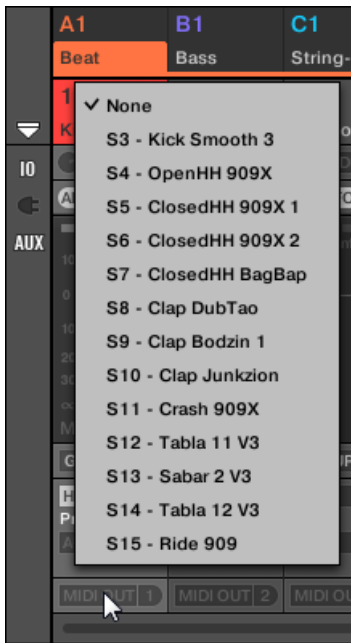 A1 B1 C1
Beat Bass String-
1
None
S3 - Kick Smooth 3
S4 - OpenHH 909X
IO
S5 - ClosedHH 909X 1
S6 - ClosedHH 909X 2
AUX
S7 - ClosedHH BagBap
S8 - Clap DubTao
S9 - Clap Bodzin 1
S10 - Clap Junkzion
S11 - Crash 909X
S12 - Tabla 11 V3
S13 - Sabar 2 V3
S14 - Tabla 12 V3
S15 - Ride 909
MIDI OUT 1 MIDI OUT 2 MIDI OU